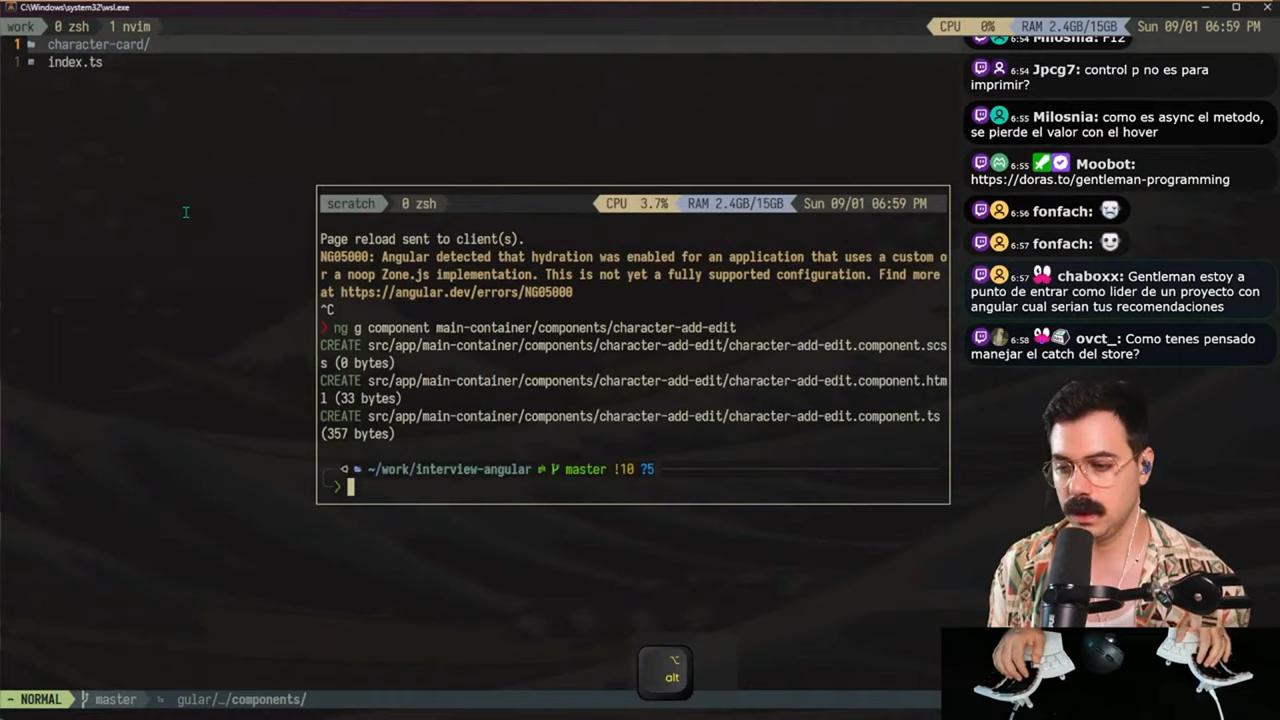 C:\Windows\system32\wsl.exe
work
0 zsh
1 nvim
CPU 0%
RAM 2.4GB/15GB
Sun 09/01 06:59 PM
1 character-card/
1 index.ts
scratch
0 zsh
CPU 3.7%
RAM 2.4GB/15GB
Sun 09/01 06:59 PM
Page reload sent to client(s).
NG05000: Angular detected that hydration was enabled for an application that uses a custom o
r a noop Zone.js implementation. This is not yet a fully supported configuration. Find more
at https://angular.dev/errors/NG05000
^C
❯ ng g component main-container/components/character-add-edit
CREATE src/app/main-container/components/character-add-edit/character-add-edit.component.scs
s (0 bytes)
CREATE src/app/main-container/components/character-add-edit/character-add-edit.component.htm
l (33 bytes)
CREATE src/app/main-container/components/character-add-edit/character-add-edit.component.ts
(357 bytes)
~/work/interview-angular master !10 ?5
❯
6:54 Milosnia: F12
6:54 Jpcg7: control p no es para
imprimir?
6:55 Milosnia: como es async el metodo,
se pierde el valor con el hover
6:55 Moobot:
https://doras.to/gentleman-programming
6:56 fonfach:
6:57 fonfach:
6:57 chaboxx: Gentleman estoy a
punto de entrar como lider de un proyecto con
angular cual serian tus recomendaciones
6:58 ovct_: Como tenes pensado
manejar el catch del store?
⌥
alt
~ NORMAL
master
gular/…/components/